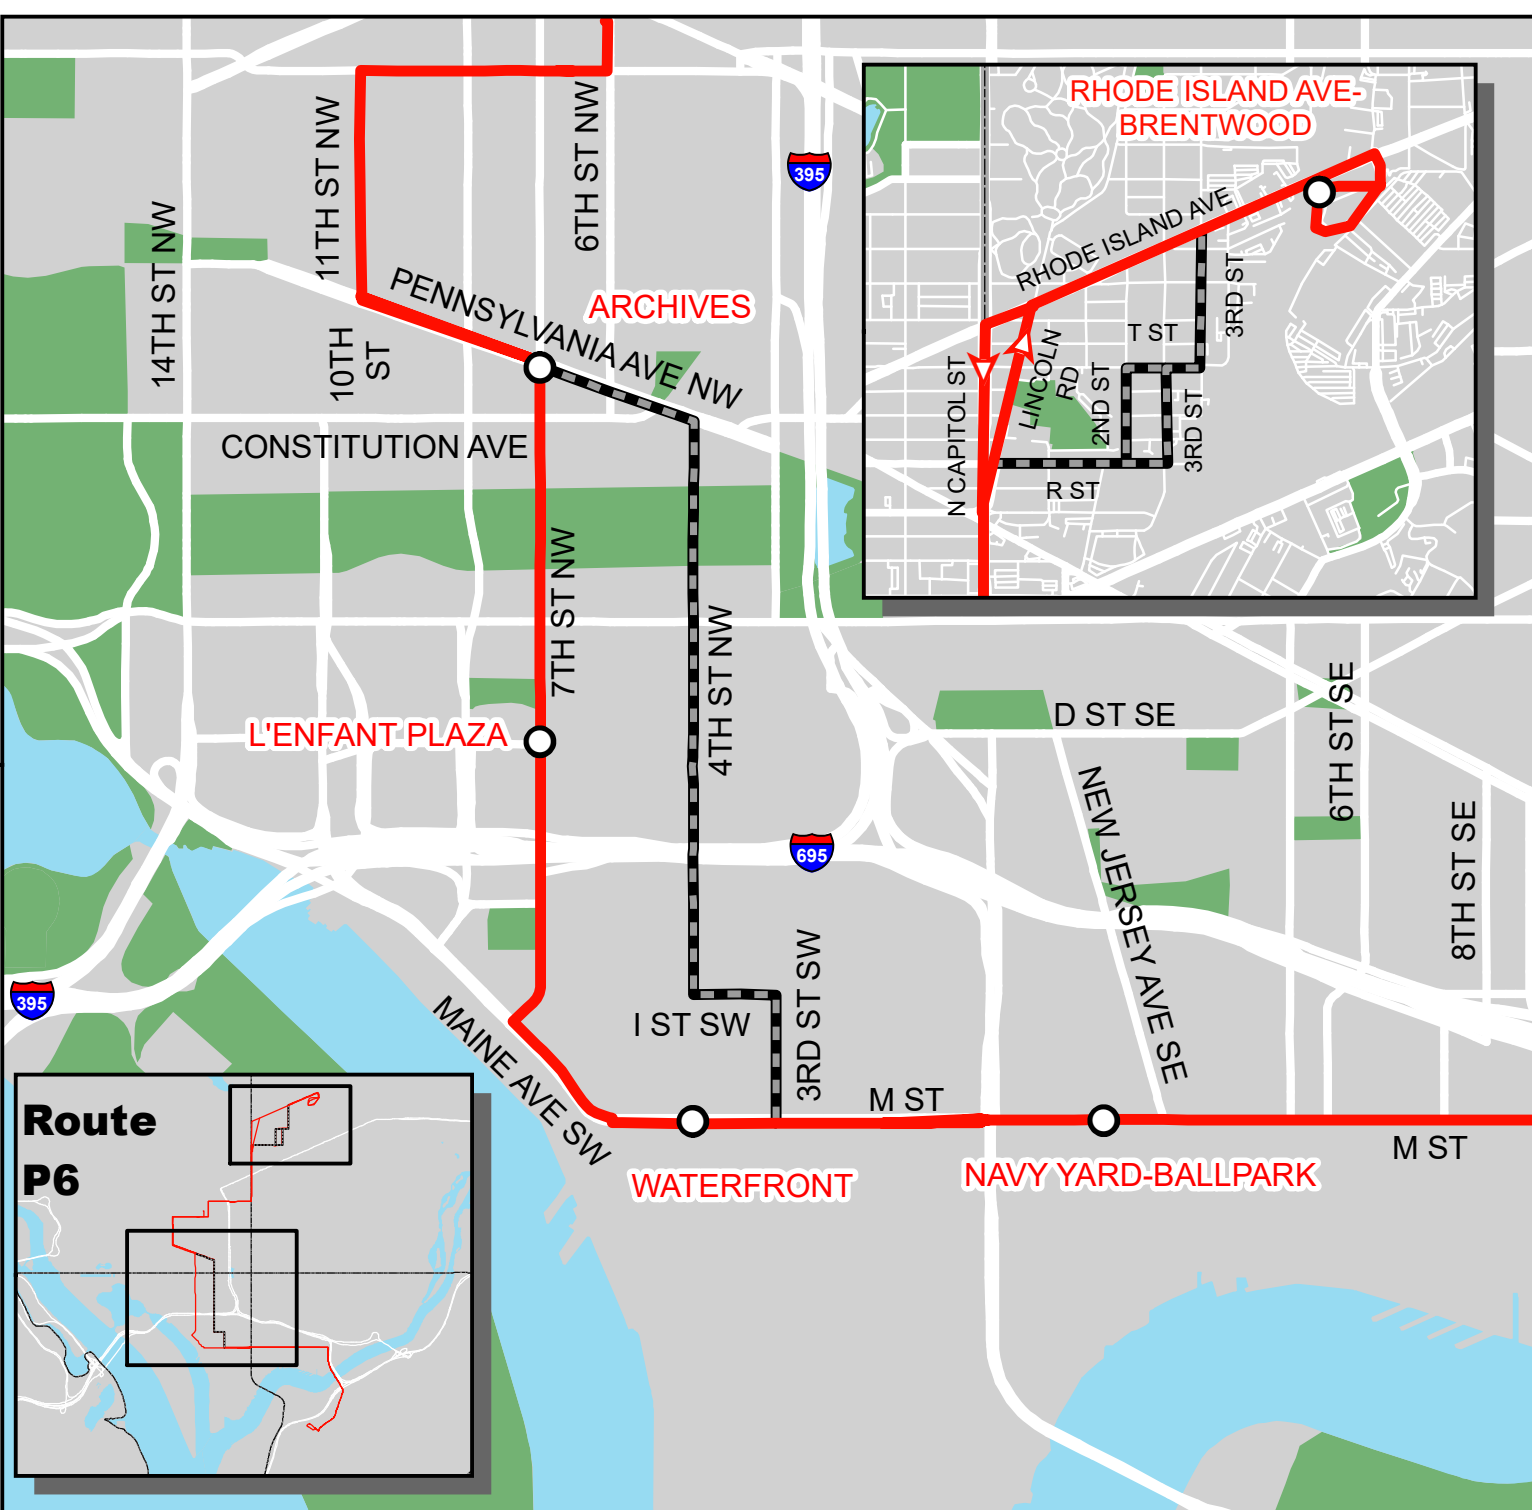 11TH ST NW
6TH ST NW
395
14TH ST NW
10TH
ST
PENNSYLVANIA AVE NW
ARCHIVES
CONSTITUTION AVE
7TH ST NW
4TH ST NW
L'ENFANT PLAZA
RHODE ISLAND AVE-
BRENTWOOD
RHODE ISLAND AVE
3RD ST
T ST
LINCOLN
RD
2ND ST
3RD ST
N CAPITOL ST
R ST
D ST SE
6TH ST SE
NEW JERSEY AVE SE
8TH ST SE
695
395
MAINE AVE SW
I ST SW
3RD ST SW
M ST
M ST
WATERFRONT
NAVY YARD-BALLPARK
Route
P6